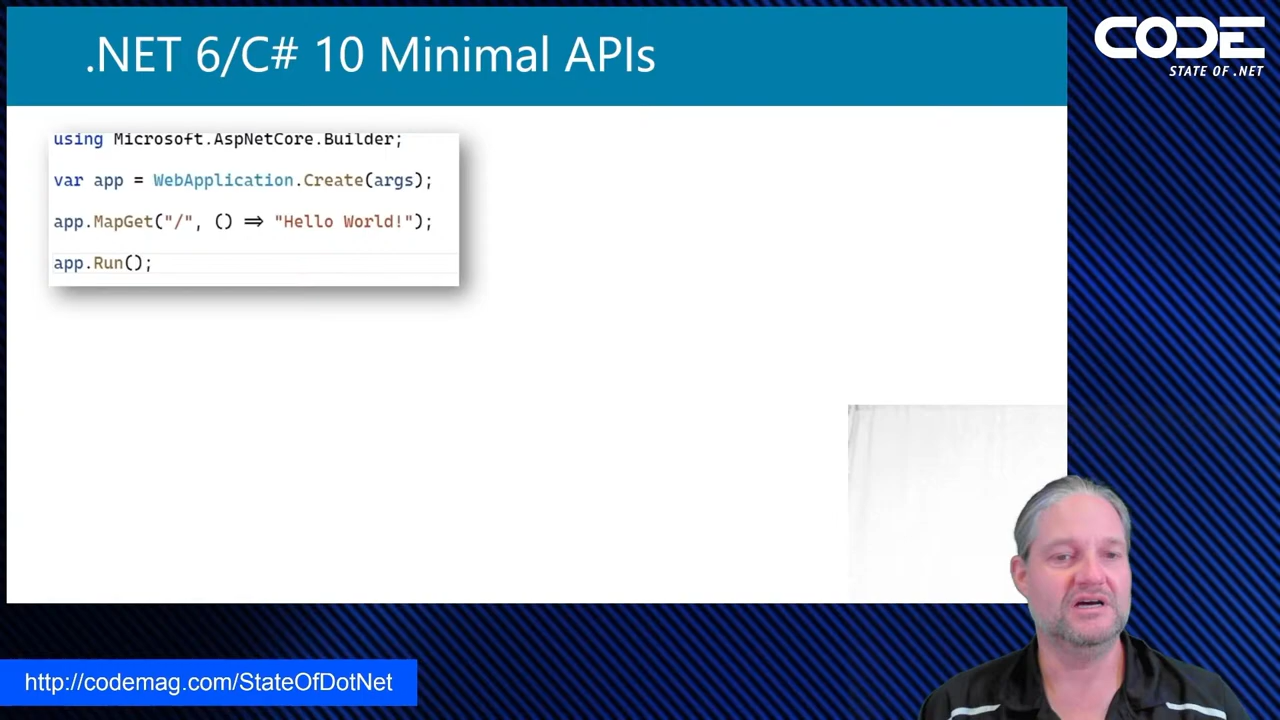 .NET 6/C# 10 Minimal APIs
CODE
STATE OF .NET
using Microsoft.AspNetCore.Builder;
var app = WebApplication.Create(args);
app.MapGet("/", () => "Hello World!");
app.Run();
http://codemag.com/StateOfDotNet